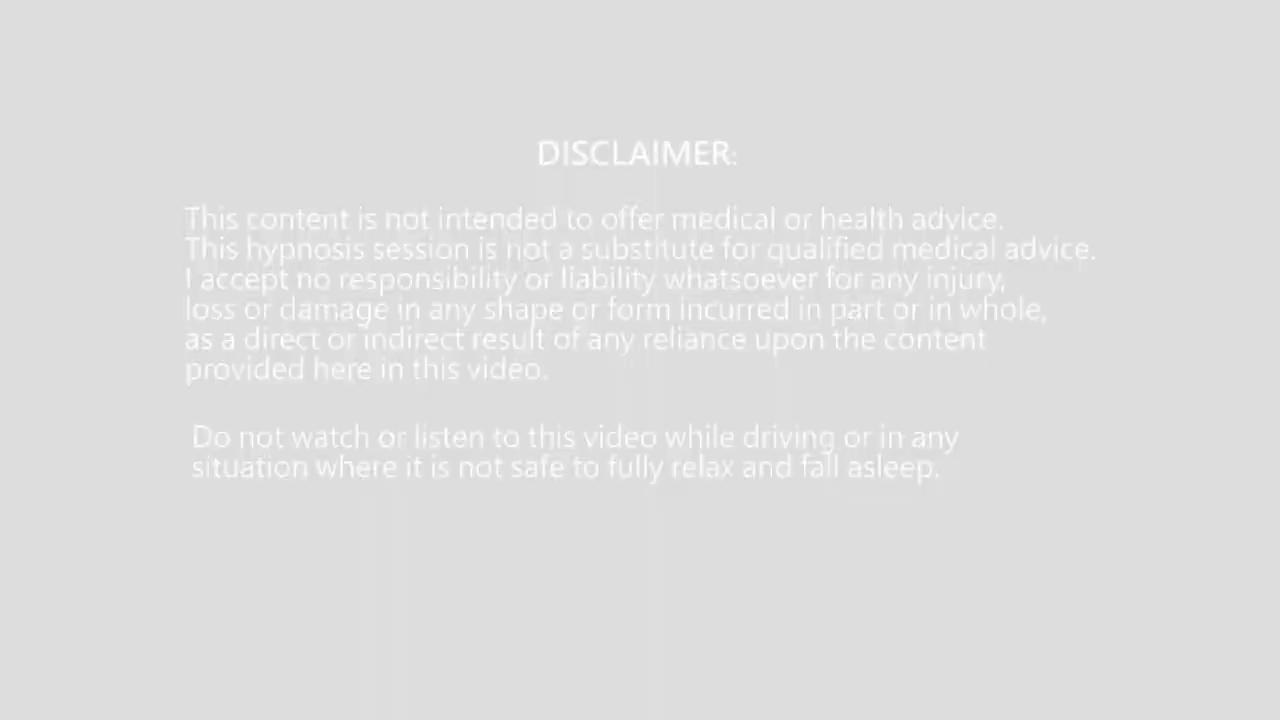 DISCLAIMER:
This content is not intended to offer medical or health advice.
This hypnosis session is not a substitute for qualified medical advice.
I accept no responsibility or liability whatsoever for any injury,
loss or damage in any shape or form incurred in part or in whole,
as a direct or indirect result of any reliance upon the content
provided here in this video.
Do not watch or listen to this video while driving or in any
situation where it is not safe to fully relax and fall asleep.